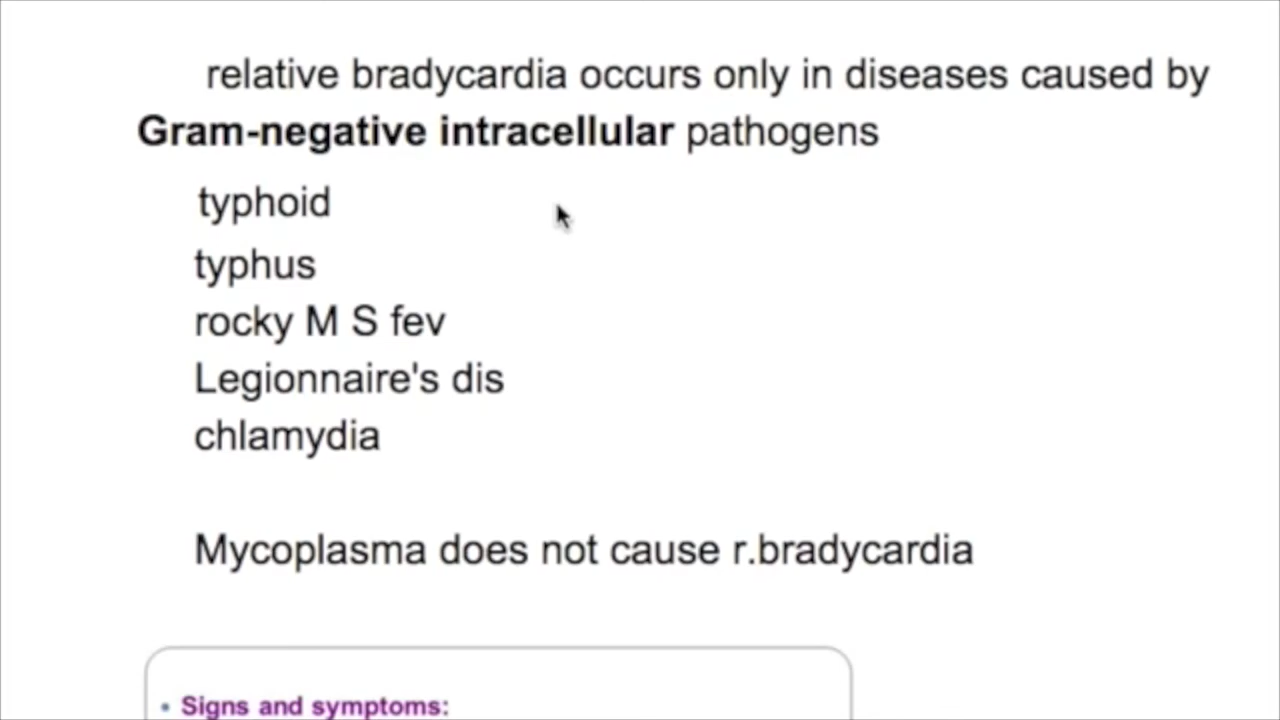 relative bradycardia occurs only in diseases caused by
Gram-negative intracellular pathogens
typhoid
typhus
rocky M S fev
Legionnaire's dis
chlamydia
Mycoplasma does not cause r.bradycardia
• Signs and symptoms: